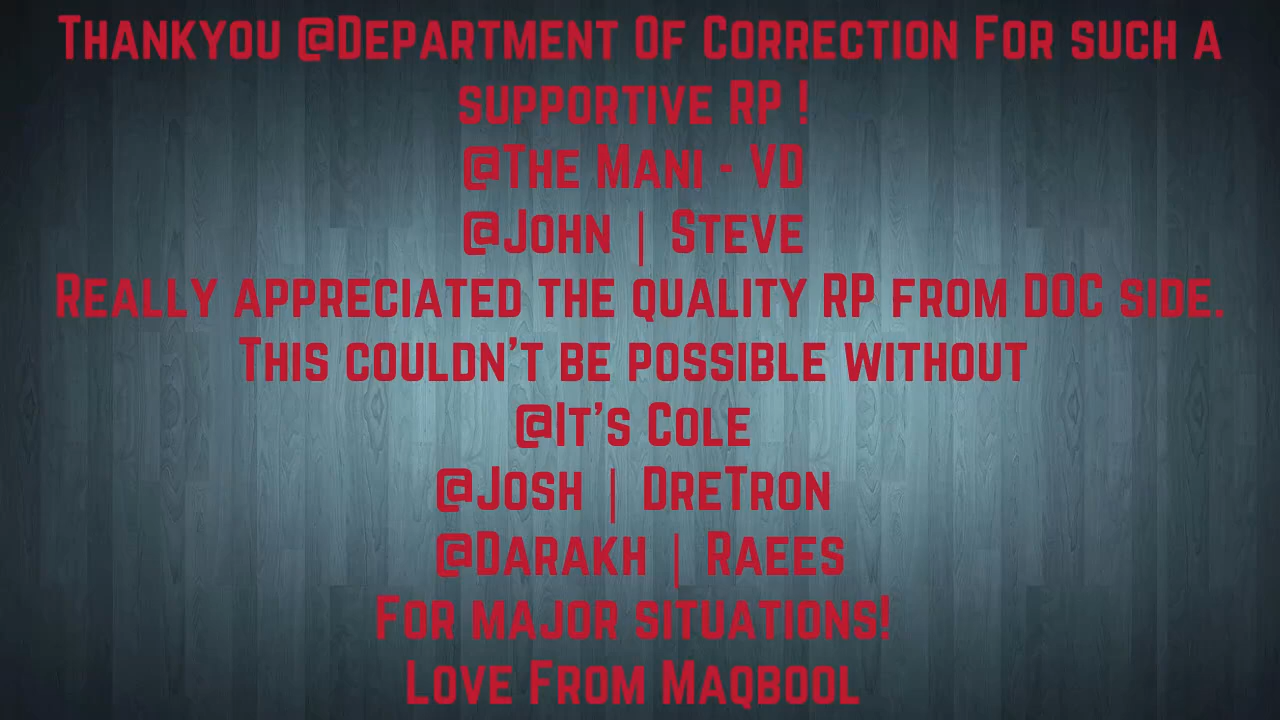 Thankyou @Department Of Correction For such a
supportive RP !
@The Mani - VD
@John | Steve
Really appreciated the quality RP from DOC side.
This couldn't be possible without
@It's Cole
@Josh | DreTron
@Darakh | Raees
For major situations!
Love From Maqbool